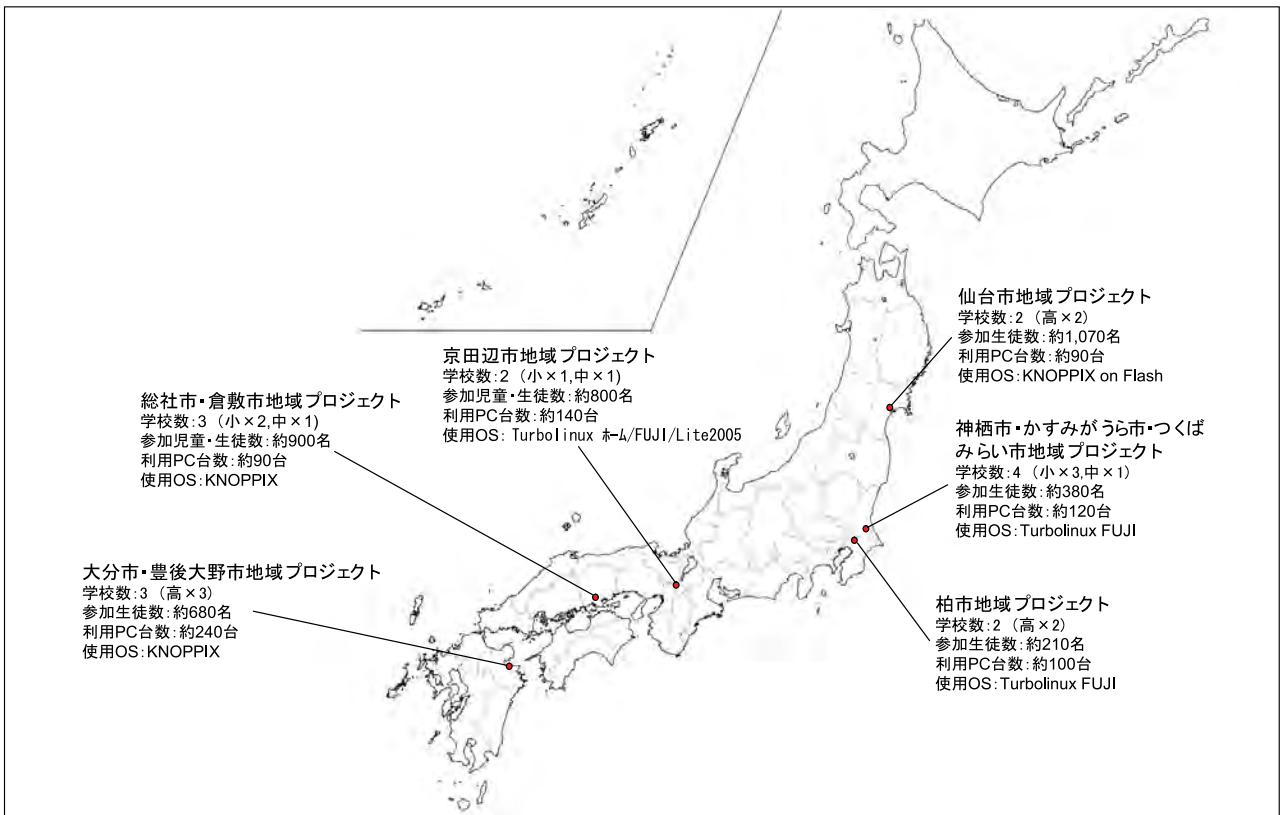 仙台市地域プロジェクト
学校数:2 (高×2)
参加生徒数:約1,070名
利用PC台数:約90台
使用OS:KNOPPIX on Flash
京田辺市地域プロジェクト
学校数:2 (小×1,中×1)
参加児童・生徒数:約800名
利用PC台数:約140台
使用OS: Turbolinux ホーム/FUJI/Lite2005
総社市・倉敷市地域プロジェクト
学校数:3 (小×2,中×1)
参加児童・生徒数:約900名
利用PC台数:約90台
使用OS:KNOPPIX
神栖市・かすみがうら市・つくば
みらい市地域プロジェクト
学校数:4 (小×3,中×1)
参加生徒数:約380名
利用PC台数:約120台
使用OS:Turbolinux FUJI
大分市・豊後大野市地域プロジェクト
学校数:3 (高×3)
参加生徒数:約680名
利用PC台数:約240台
使用OS:KNOPPIX
柏市地域プロジェクト
学校数:2 (高×2)
参加生徒数:約210名
利用PC台数:約100台
使用OS:Turbolinux FUJI